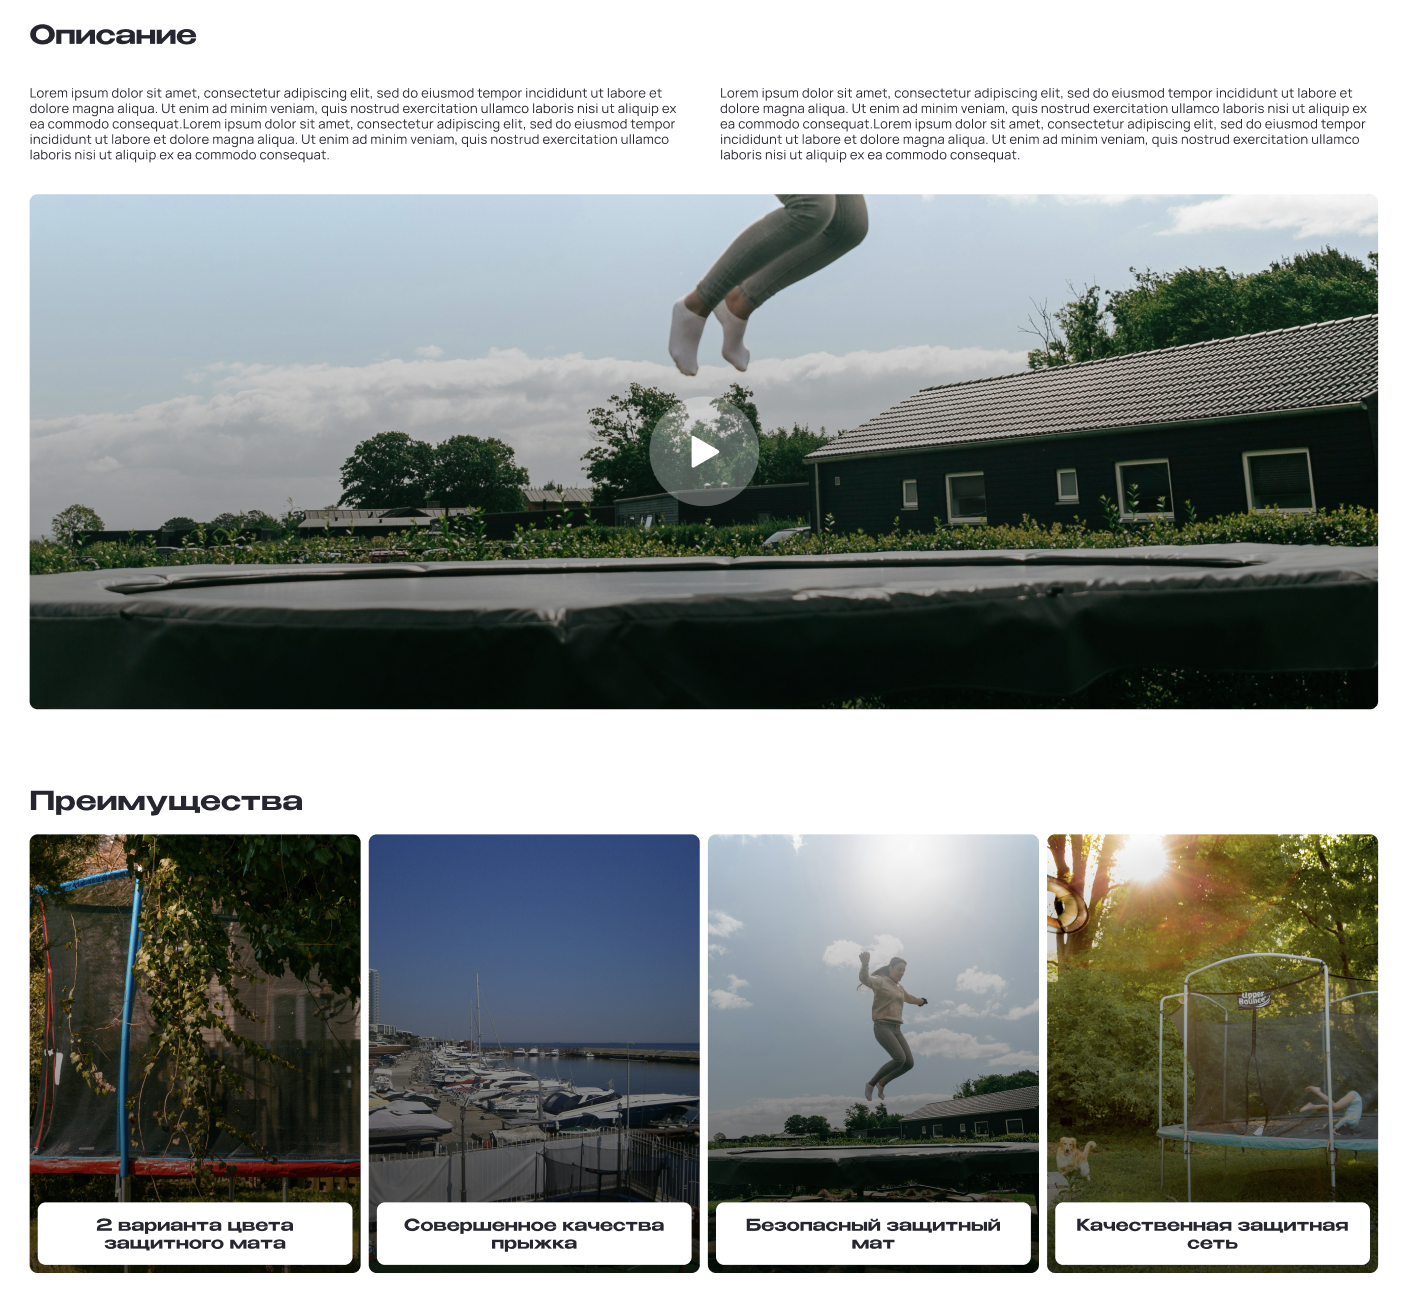 Описание
Lorem ipsum dolor sit amet, consectetur adipiscing elit, sed do eiusmod tempor incididunt ut labore et
dolore magna aliqua. Ut enim ad minim veniam, quis nostrud exercitation ullamco laboris nisi ut aliquip ex
ea commodo consequat.Lorem ipsum dolor sit amet, consectetur adipiscing elit, sed do eiusmod tempor
incididunt ut labore et dolore magna aliqua. Ut enim ad minim veniam, quis nostrud exercitation ullamco
laboris nisi ut aliquip ex ea commodo consequat.
Lorem ipsum dolor sit amet, consectetur adipiscing elit, sed do eiusmod tempor incididunt ut labore et
dolore magna aliqua. Ut enim ad minim veniam, quis nostrud exercitation ullamco laboris nisi ut aliquip ex
ea commodo consequat.Lorem ipsum dolor sit amet, consectetur adipiscing elit, sed do eiusmod tempor
incididunt ut labore et dolore magna aliqua. Ut enim ad minim veniam, quis nostrud exercitation ullamco
laboris nisi ut aliquip ex ea commodo consequat.
Преимущества
Upper
Bounce
2 варианта цвета
защитного мата
Совершенное качества
прыжка
Безопасный защитный
мат
Качественная защитная
сеть